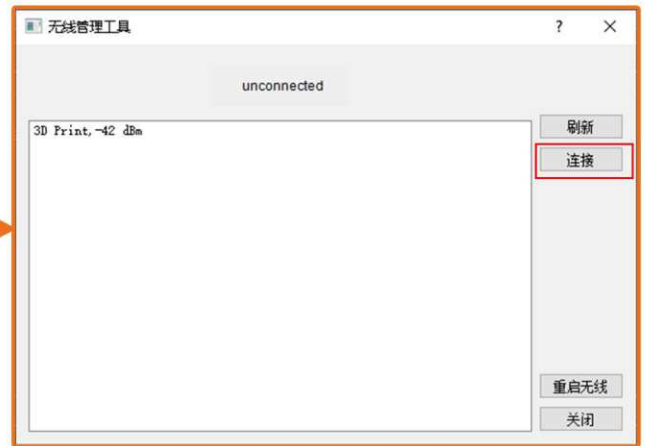 无线管理工具
?
unconnected
3D Print,-42 dBm
刷新
连接
重启无线
关闭